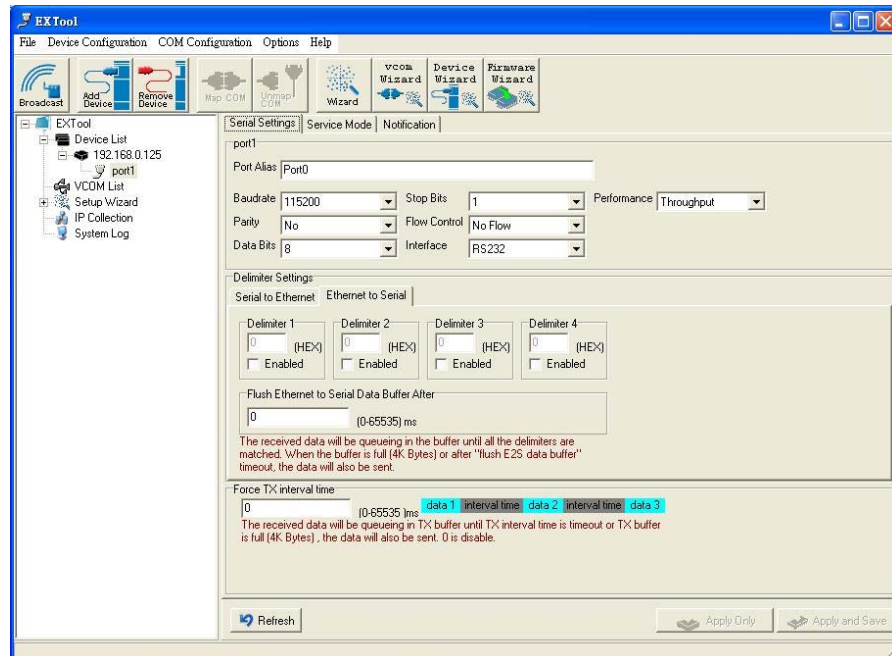 EXTool
File Device Configuration COM Configuration Options Help
Broadcast
Add Device
Remove Device
Map COM
Unmap COM
Wizard
vcom Wizard
Device Wizard
Firmware Wizard
EXTool
Device List
192.168.0.125
port1
VCOM List
Setup Wizard
IP Collection
System Log
Serial Settings Service Mode Notification
port1
Port Alias Port0
Baudrate 115200 Stop Bits 1 Performance Throughput
Parity No Flow Control No Flow
Data Bits 8 Interface RS232
Delimiter Settings
Serial to Ethernet Ethernet to Serial
Delimiter 1 Delimiter 2 Delimiter 3 Delimiter 4
0 (HEX) 0 (HEX) 0 (HEX) 0 (HEX)
Enabled Enabled Enabled Enabled
Flush Ethernet to Serial Data Buffer After
0 (0-65535) ms
The received data will be queueing in the buffer until all the delimiters are
matched. When the buffer is full (4K Bytes) or after "flush E2S data buffer"
timeout, the data will also be sent.
Force TX interval time
0 (0-65535 )ms data 1 interval time data 2 interval time data 3
The received data will be queueing in TX buffer until TX interval time is timeout or TX buffer
is full (4K Bytes) , the data will also be sent. 0 is disable.
Refresh Apply Only Apply and Save